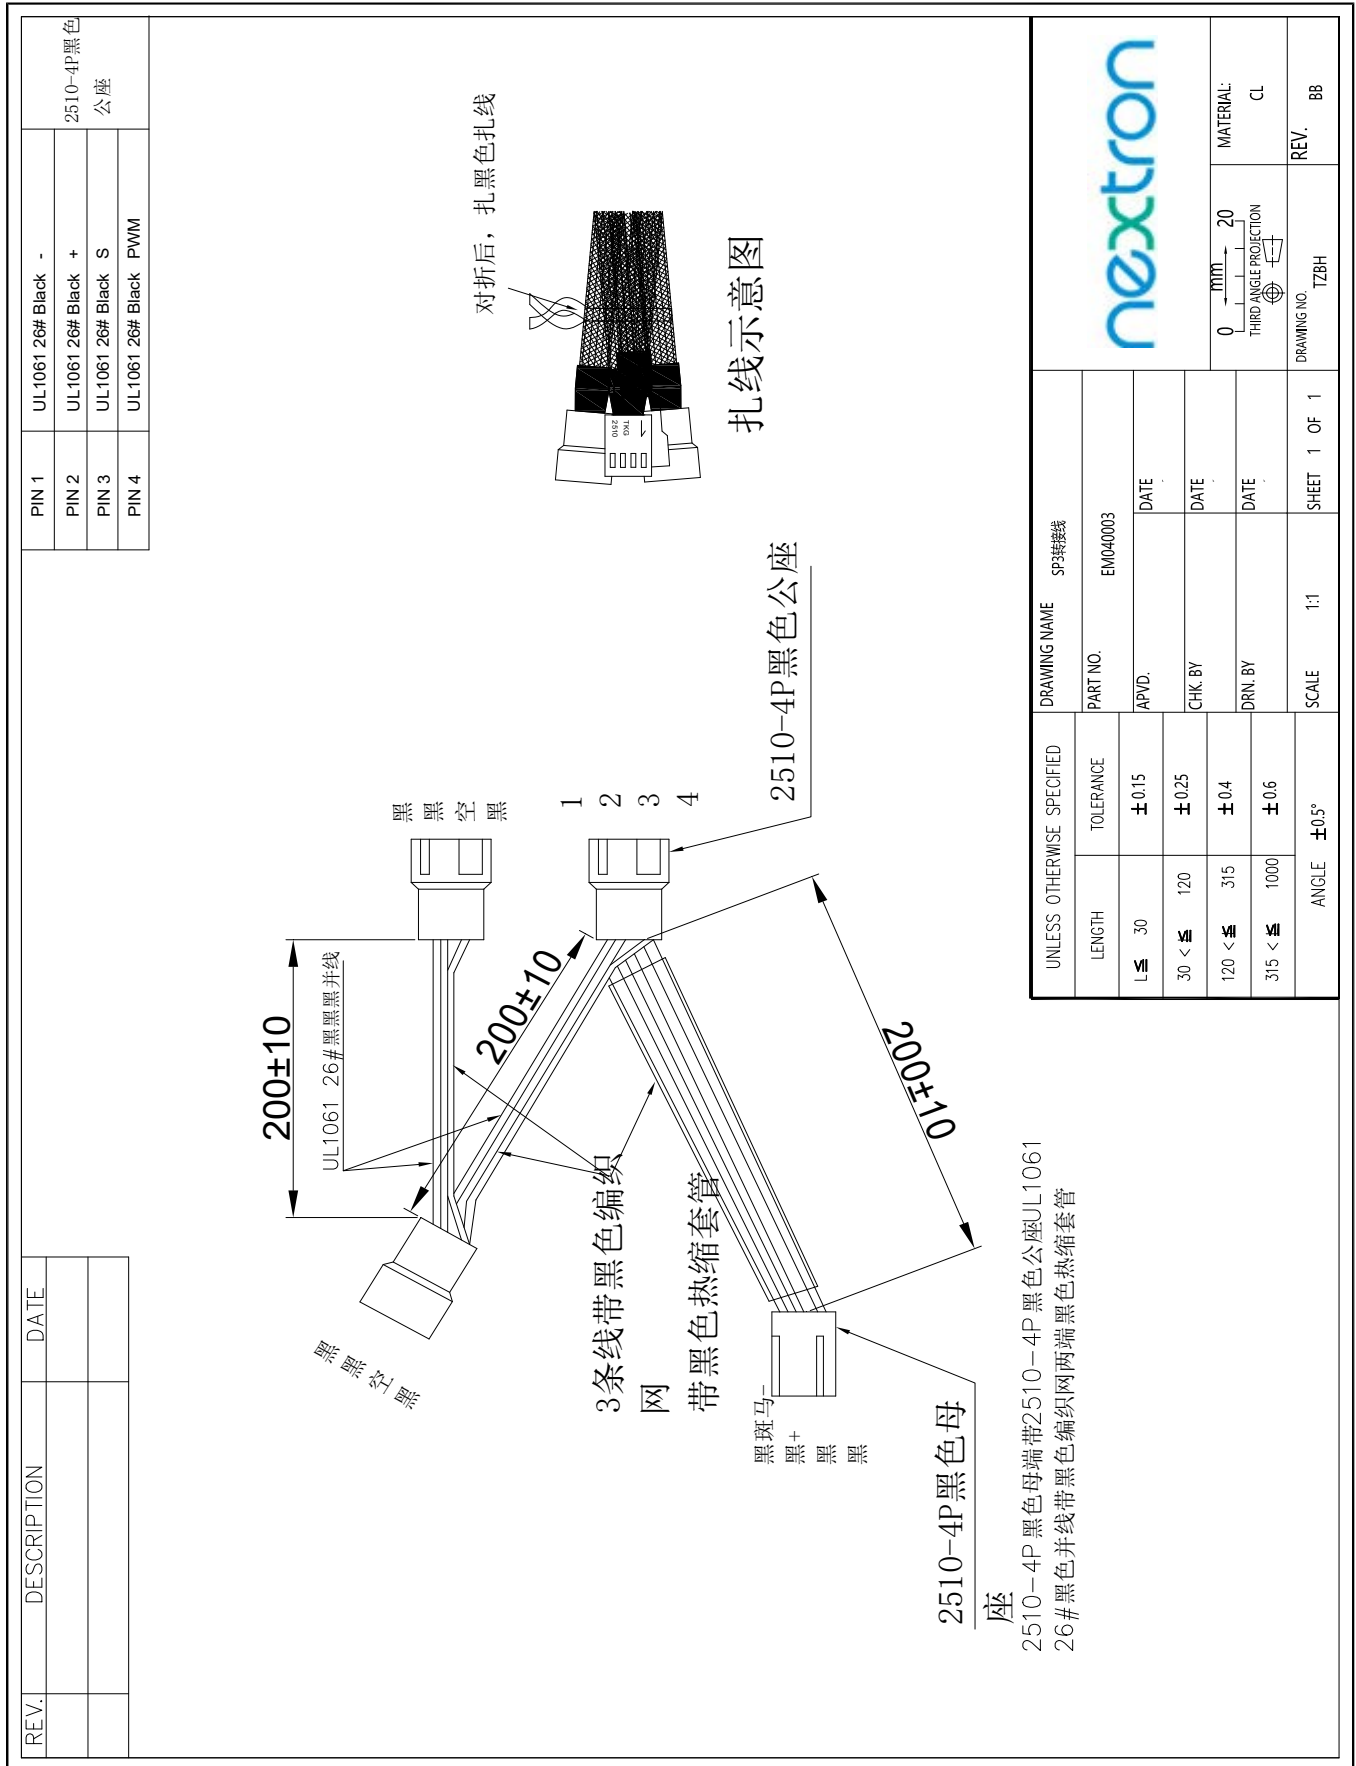 REV.
DESCRIPTION
DATE
PIN 1
UL1061 26# Black -
PIN 2
UL1061 26# Black +
PIN 3
UL1061 26# Black S
PIN 4
UL1061 26# Black PWM
2510-4P黑色
公座
200±10
UL1061 26#黑黑黑并线
200±10
200±10
黑
黑
空
黑
黑
黑
空
黑
1
2
3
4
2510-4P黑色公座
3条线带黑色编织
网
带黑色热缩套管
黑斑马-
黑+
黑
黑
2510-4P黑色母
座
2510-4P 黑色母端带2510-4P 黑色公座UL1061
26#黑色并线带黑色编织网两端黑色热缩套管
对折后，扎黑色扎线
TKG
2510
扎线示意图
UNLESS OTHERWISE SPECIFIED
LENGTH
TOLERANCE
L≦ 30
±0.15
30 <≦ 120
±0.25
120 <≦ 315
±0.4
315 <≦ 1000
±0.6
ANGLE ±0.5°
DRAWING NAME
SP3转接线
PART NO.
EM040003
APVD.
DATE
CHK. BY
DATE
DRN. BY
DATE
SCALE
1:1
SHEET 1 OF 1
nextron
0 mm 20
THIRD ANGLE PROJECTION
MATERIAL:
CL
DRAWING NO.
TZBH
REV.
BB